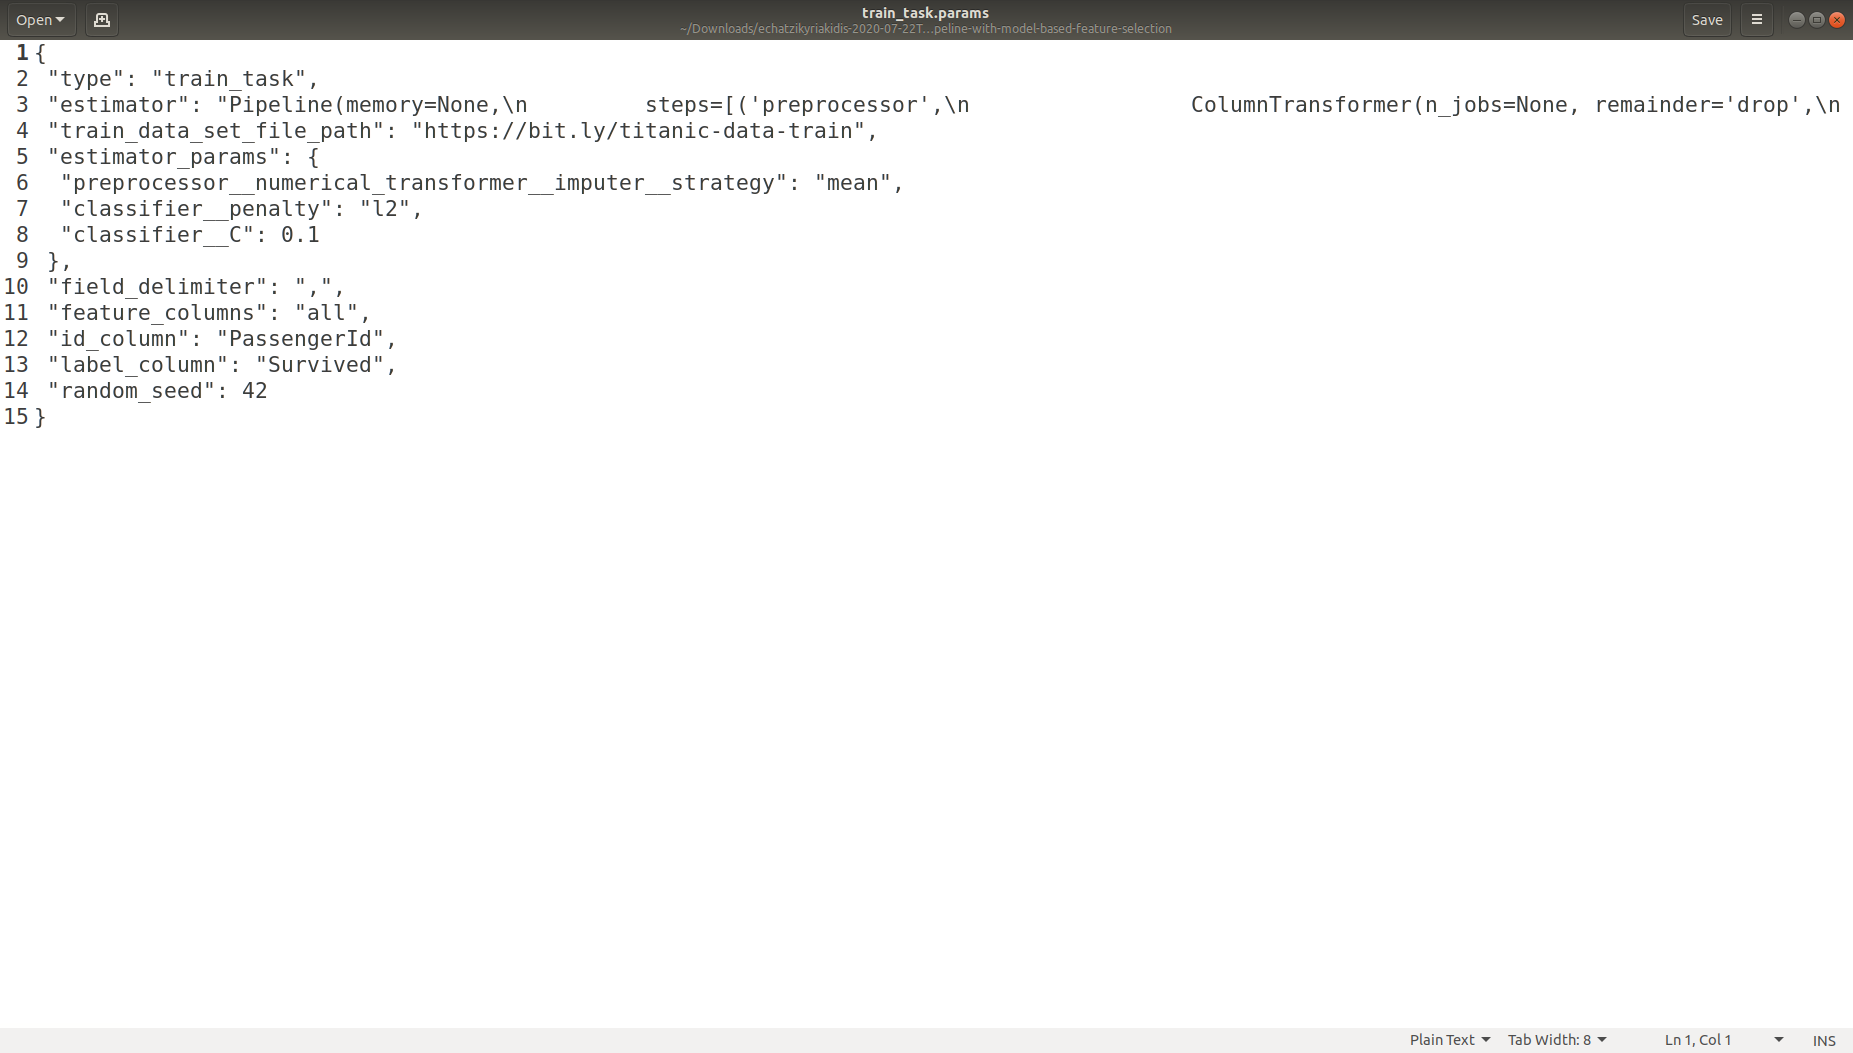 Open
train_task.params
~/Downloads/echatzikyriakidis-2020-07-22T...peline-with-model-based-feature-selection
Save
1 {
2  "type": "train_task",
3  "estimator": "Pipeline(memory=None,\n         steps=[('preprocessor',\n                 ColumnTransformer(n_jobs=None, remainder='drop',\n
4  "train_data_set_file_path": "https://bit.ly/titanic-data-train",
5  "estimator_params": {
6   "preprocessor__numerical_transformer__imputer__strategy": "mean",
7   "classifier__penalty": "l2",
8   "classifier__C": 0.1
9  },
10  "field_delimiter": ",",
11  "feature_columns": "all",
12  "id_column": "PassengerId",
13  "label_column": "Survived",
14  "random_seed": 42
15 }
Plain Text Tab Width: 8 Ln 1, Col 1 INS